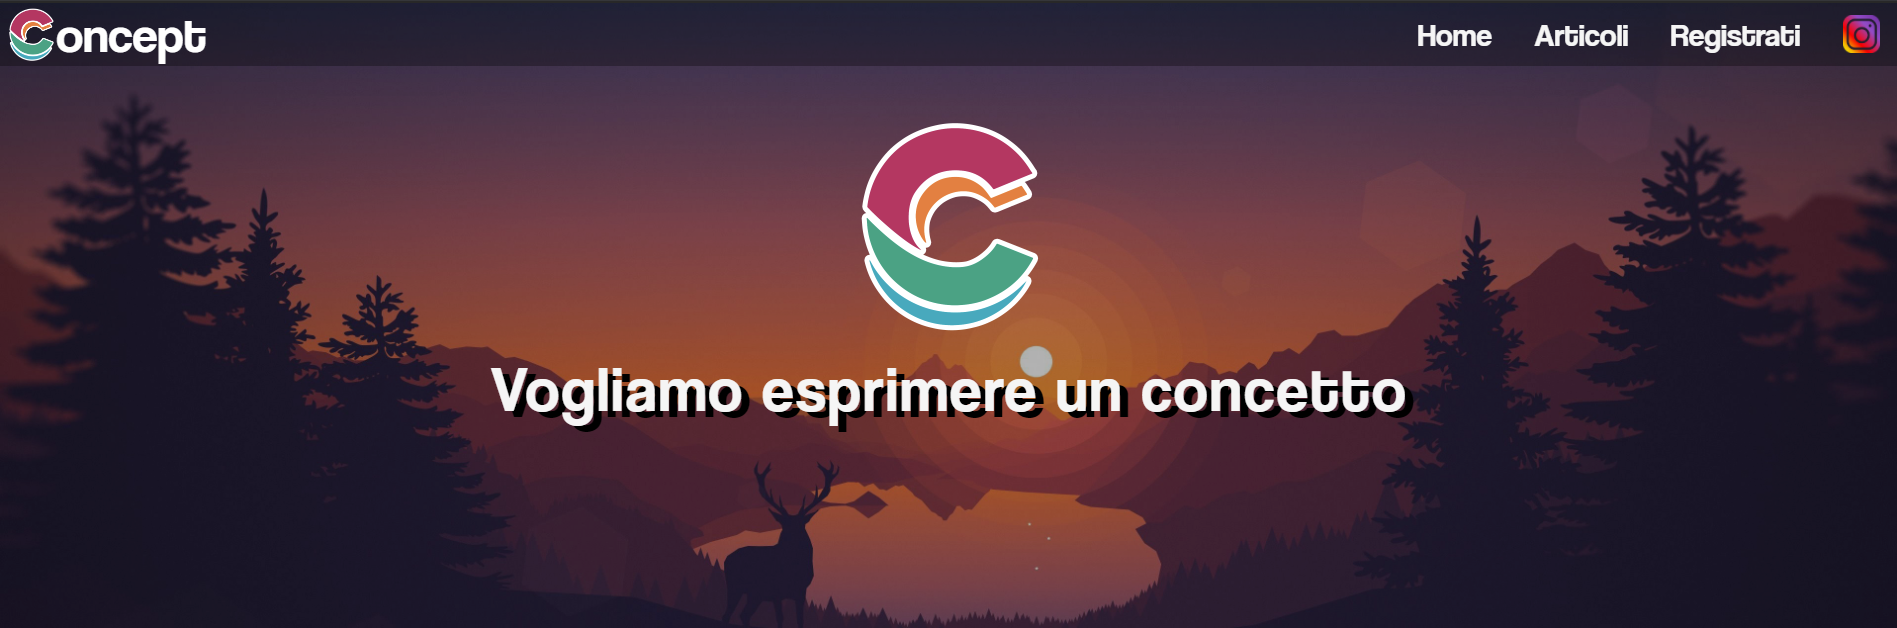 Concept
Home
Articoli
Registrati
C
Vogliamo esprimere un concetto